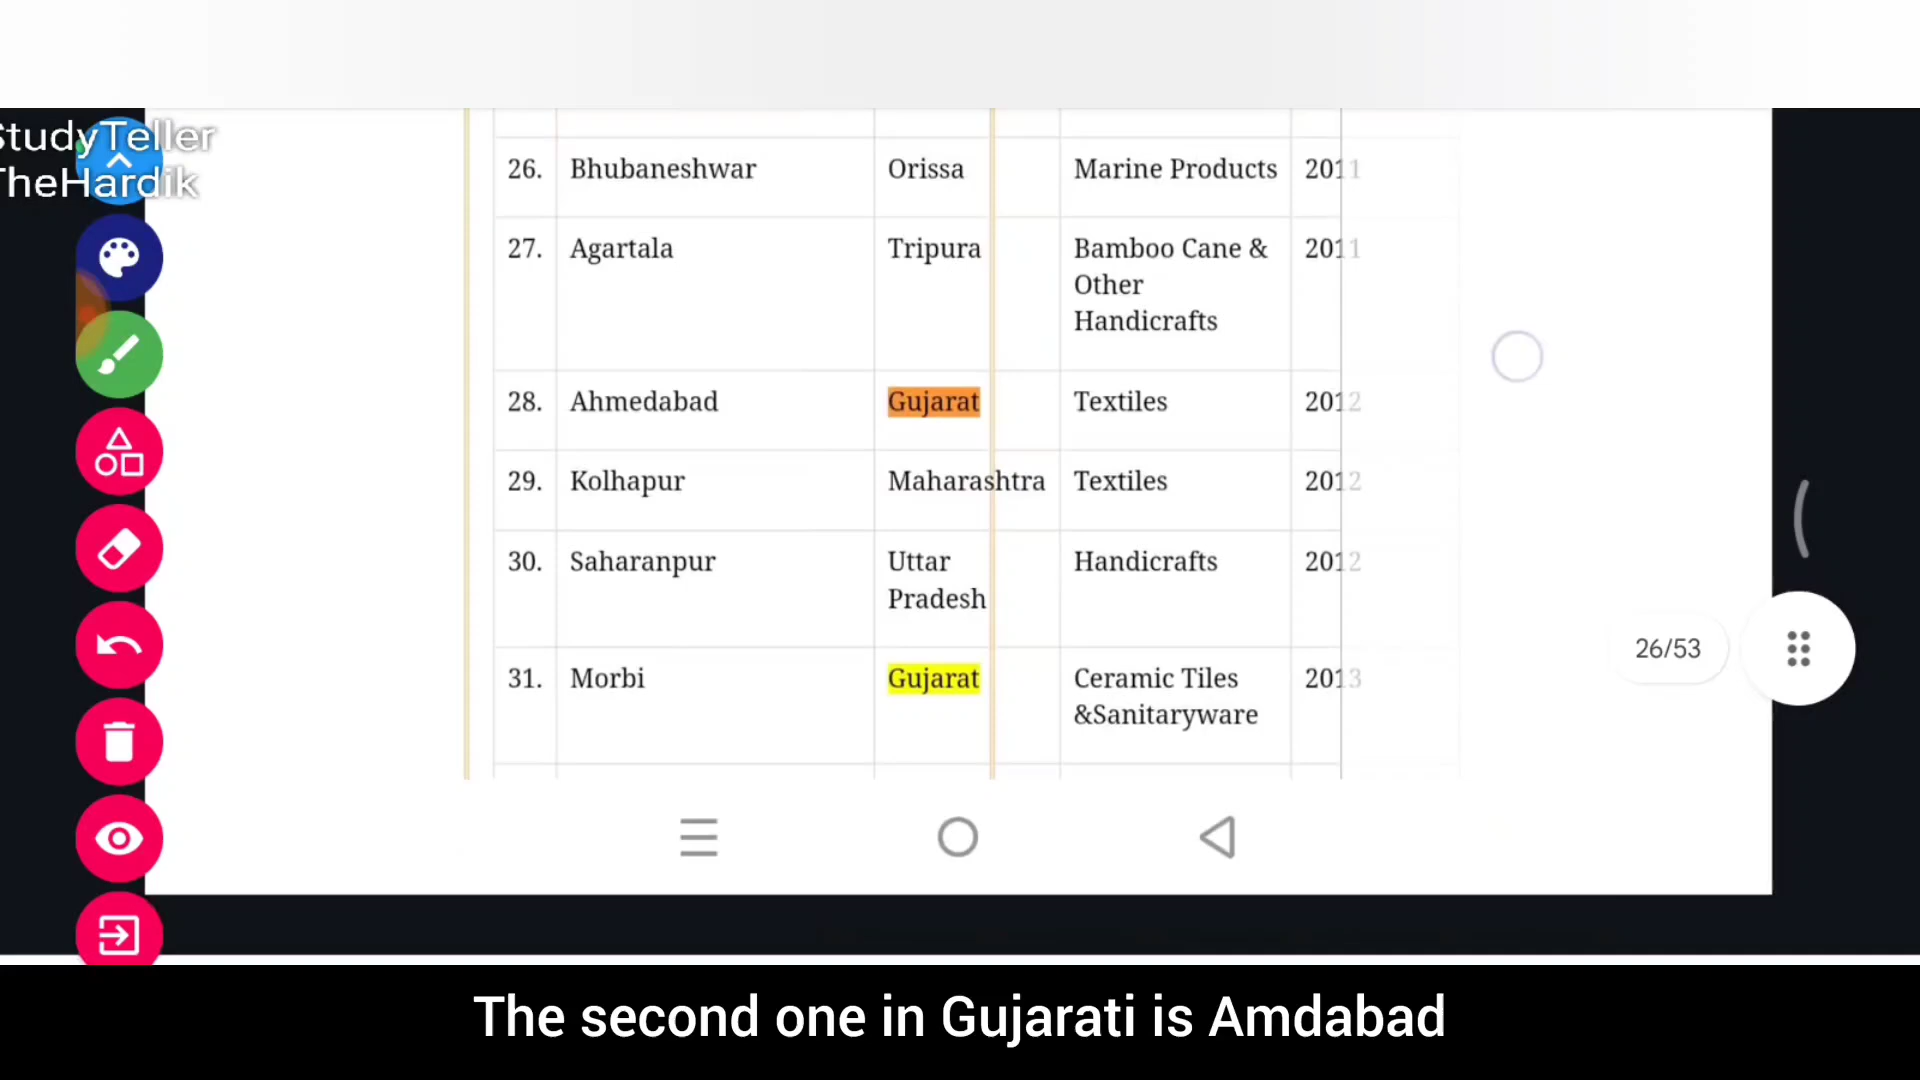 StudyTeller
TheHardik
26. Bhubaneshwar Orissa Marine Products 2011
27. Agartala Tripura Bamboo Cane & 2011
Other
Handicrafts
28. Ahmedabad Gujarat Textiles 2012
29. Kolhapur Maharashtra Textiles 2012
30. Saharanpur Uttar Handicrafts 2012
Pradesh
31. Morbi Gujarat Ceramic Tiles 2013
&Sanitaryware
26/53
The second one in Gujarati is Amdabad